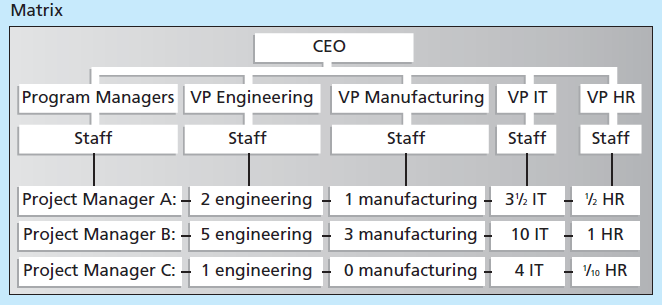 Matrix
CEO
Program Managers VP Engineering VP Manufacturing VP IT VP HR
Staff Staff Staff Staff Staff
Project Manager A: 2 engineering 1 manufacturing 3½ IT ½ HR
Project Manager B: 5 engineering 3 manufacturing 10 IT 1 HR
Project Manager C: 1 engineering 0 manufacturing 4 IT ⅒ HR